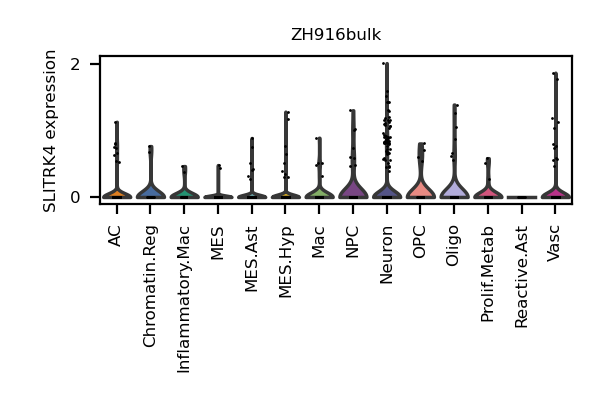 ZH916bulk
SLITRK4 expression
2
0
AC
Chromatin.Reg
Inflammatory.Mac
MES
MES.Ast
MES.Hyp
Mac
NPC
Neuron
OPC
Oligo
Prolif.Metab
Reactive.Ast
Vasc